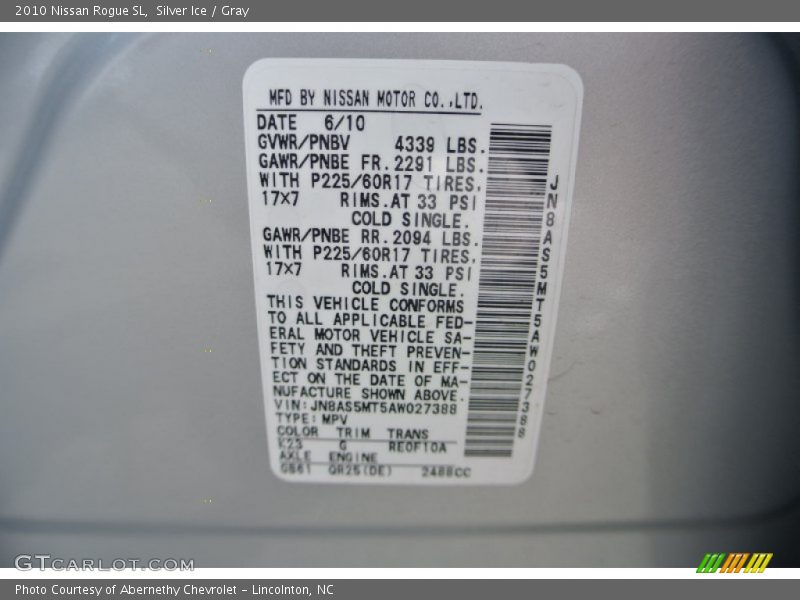 2010 Nissan Rogue SL,  Silver Ice / Gray
MFD BY NISSAN MOTOR CO.,LTD.
DATE 6/10
GVWR/PNBV 4339 LBS.
GAWR/PNBE FR.2291 LBS.
WITH P225/60R17 TIRES,
17×7 RIMS.AT 33 PSI
COLD SINGLE.
GAWR/PNBE RR.2094 LBS.
WITH P225/60R17 TIRES,
17×7 RIMS.AT 33 PSI
COLD SINGLE.
THIS VEHICLE CONFORMS
TO ALL APPLICABLE FED-
ERAL MOTOR VEHICLE SA-
FETY AND THEFT PREVEN-
TION STANDARDS IN EFF-
ECT ON THE DATE OF MA-
NUFACTURE SHOWN ABOVE.
VIN:JN8AS5MT5AW027388
TYPE:MPV
COLOR TRIM TRANS
K23 G RE0F10A
AXLE ENGINE
GB61 QR25(DE) 2488CC
JN8AS5MT5AW027388
GTCARLOT.COM
Photo Courtesy of Abernethy Chevrolet – Lincolnton, NC